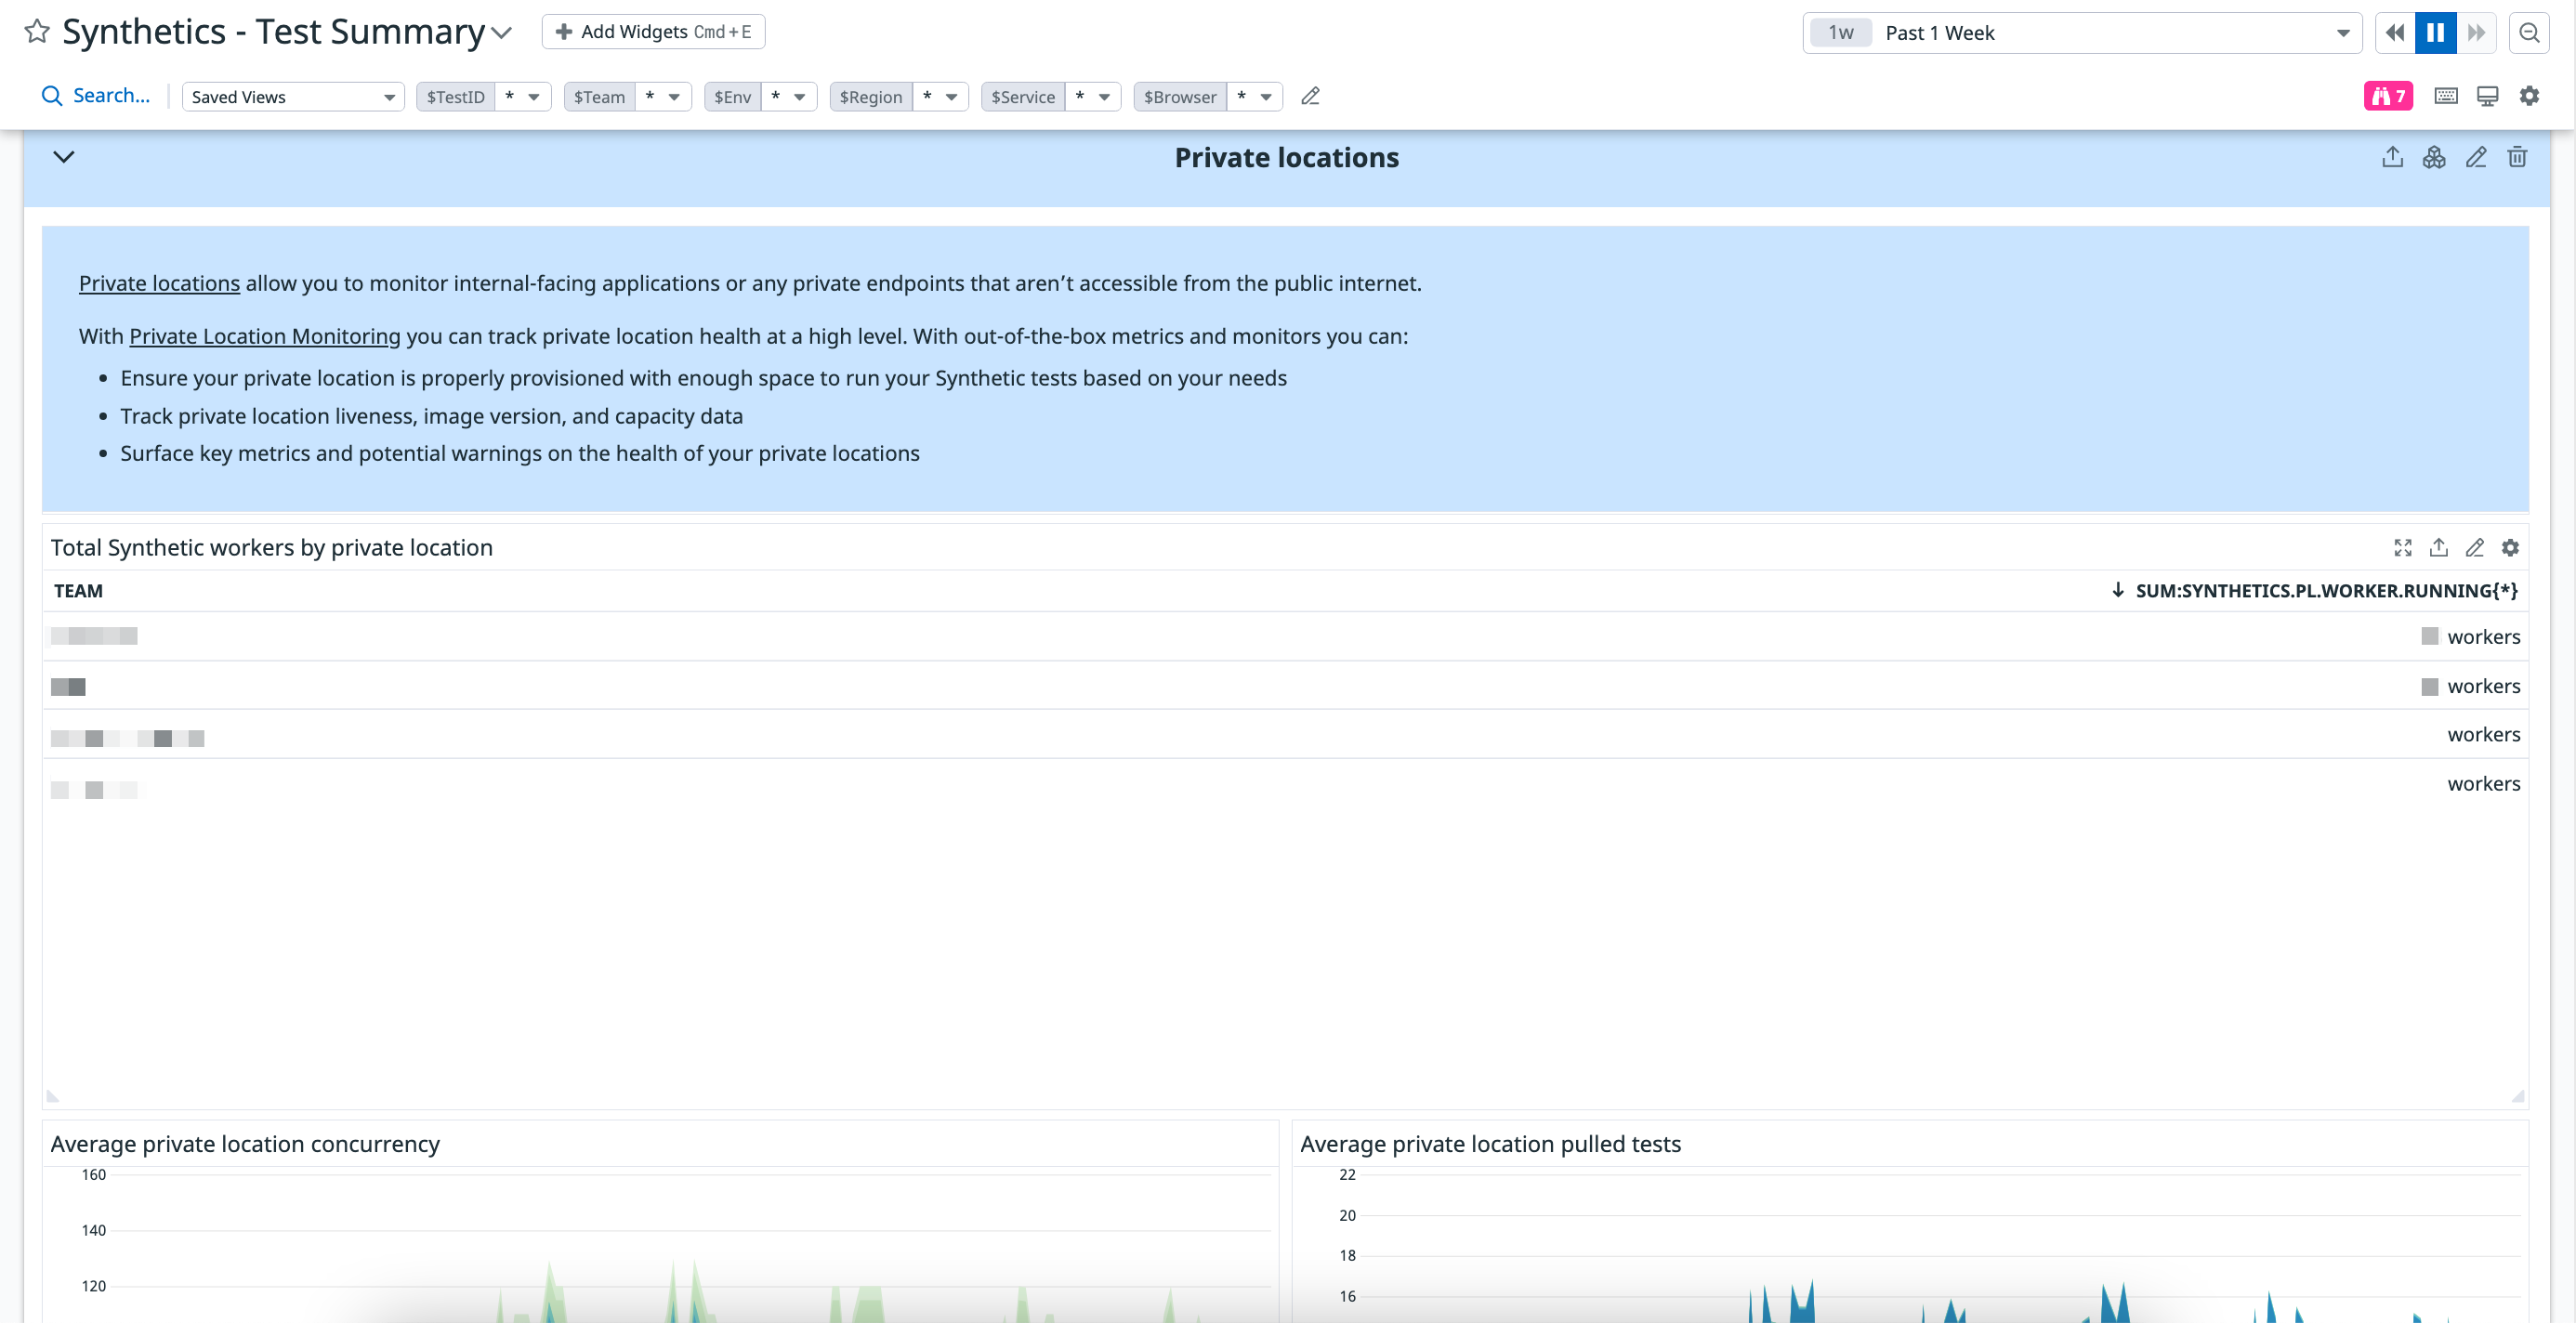 Synthetics - Test Summary
Add Widgets Cmd+E
1w Past 1 Week
Search...
Saved Views
$TestID *
$Team *
$Env *
$Region *
$Service *
$Browser *
7
Private locations
Private locations allow you to monitor internal-facing applications or any private endpoints that aren’t accessible from the public internet.
With Private Location Monitoring you can track private location health at a high level. With out-of-the-box metrics and monitors you can:
• Ensure your private location is properly provisioned with enough space to run your Synthetic tests based on your needs
• Track private location liveness, image version, and capacity data
• Surface key metrics and potential warnings on the health of your private locations
Total Synthetic workers by private location
TEAM
SUM:SYNTHETICS.PL.WORKER.RUNNING{*}
workers
workers
workers
workers
Average private location concurrency
160
140
120
Average private location pulled tests
22
20
18
16